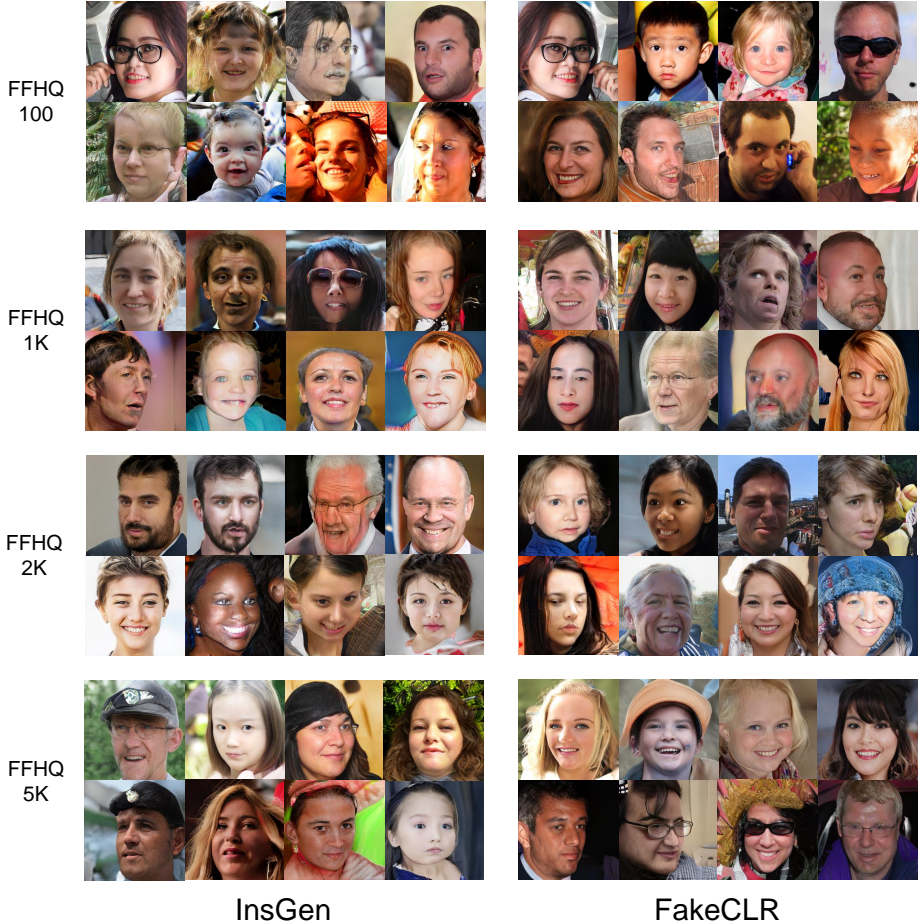 FFHQ
100
FFHQ
1K
FFHQ
2K
FFHQ
5K
InsGen
FakeCLR